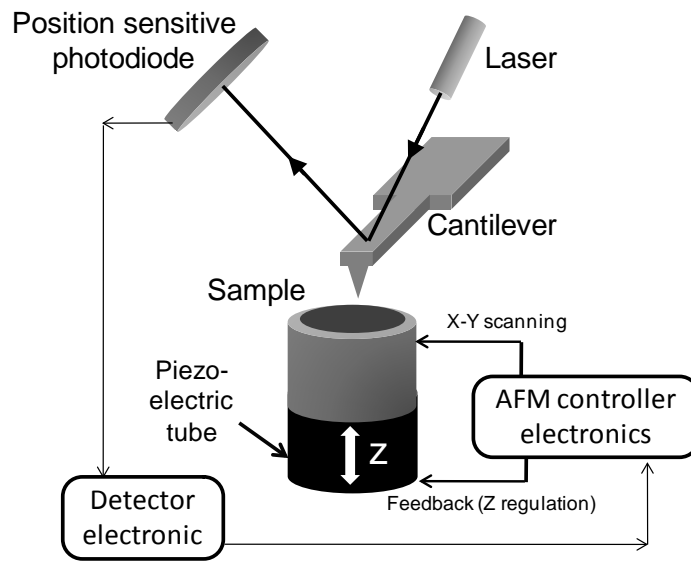 Position sensitive
photodiode
Laser
Cantilever
Sample
X-Y scanning
Piezo-
electric
tube
AFM controller
electronics
Z
Feedback (Z regulation)
Detector
electronic